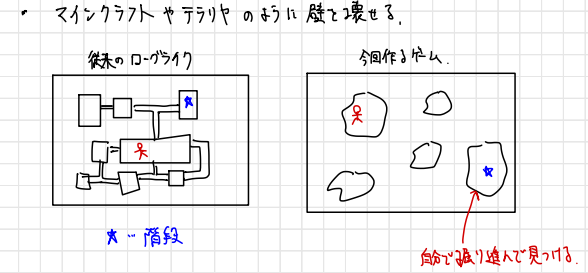 ・ マインクラフトやテラリヤのように壁を壊せる。
従来のローグライク
今回作るゲーム.
★…階段
自分で掘り進んで見つける.